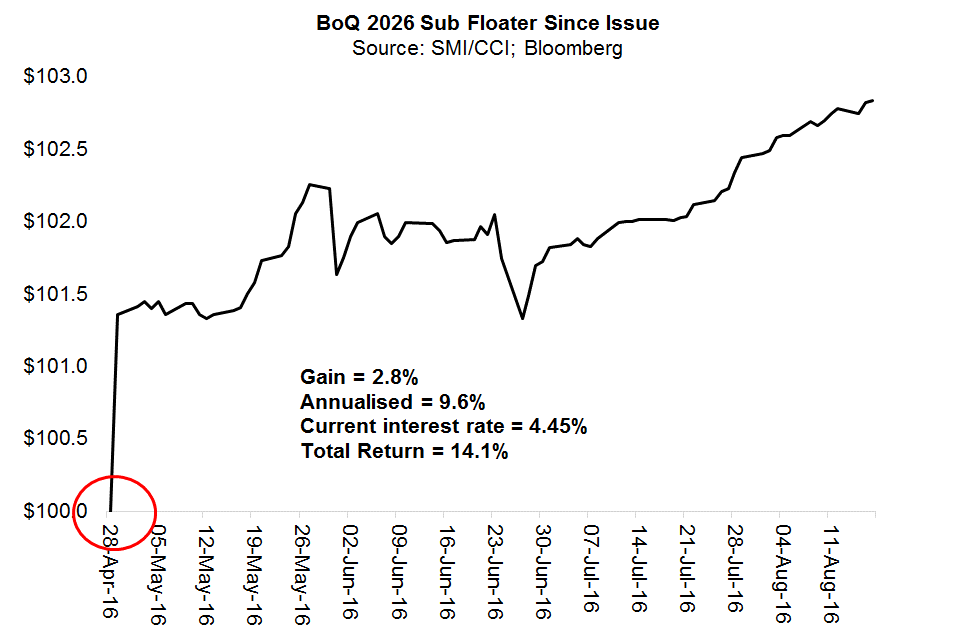 BoQ 2026 Sub Floater Since Issue
Source: SMI/CCI; Bloomberg
$103.0
$102.5
$102.0
$101.5
$101.0
$100.5
$100.0
Gain = 2.8%
Annualised = 9.6%
Current interest rate = 4.45%
Total Return = 14.1%
28-Apr-16
05-May-16
12-May-16
19-May-16
26-May-16
02-Jun-16
09-Jun-16
16-Jun-16
23-Jun-16
30-Jun-16
07-Jul-16
14-Jul-16
21-Jul-16
28-Jul-16
04-Aug-16
11-Aug-16